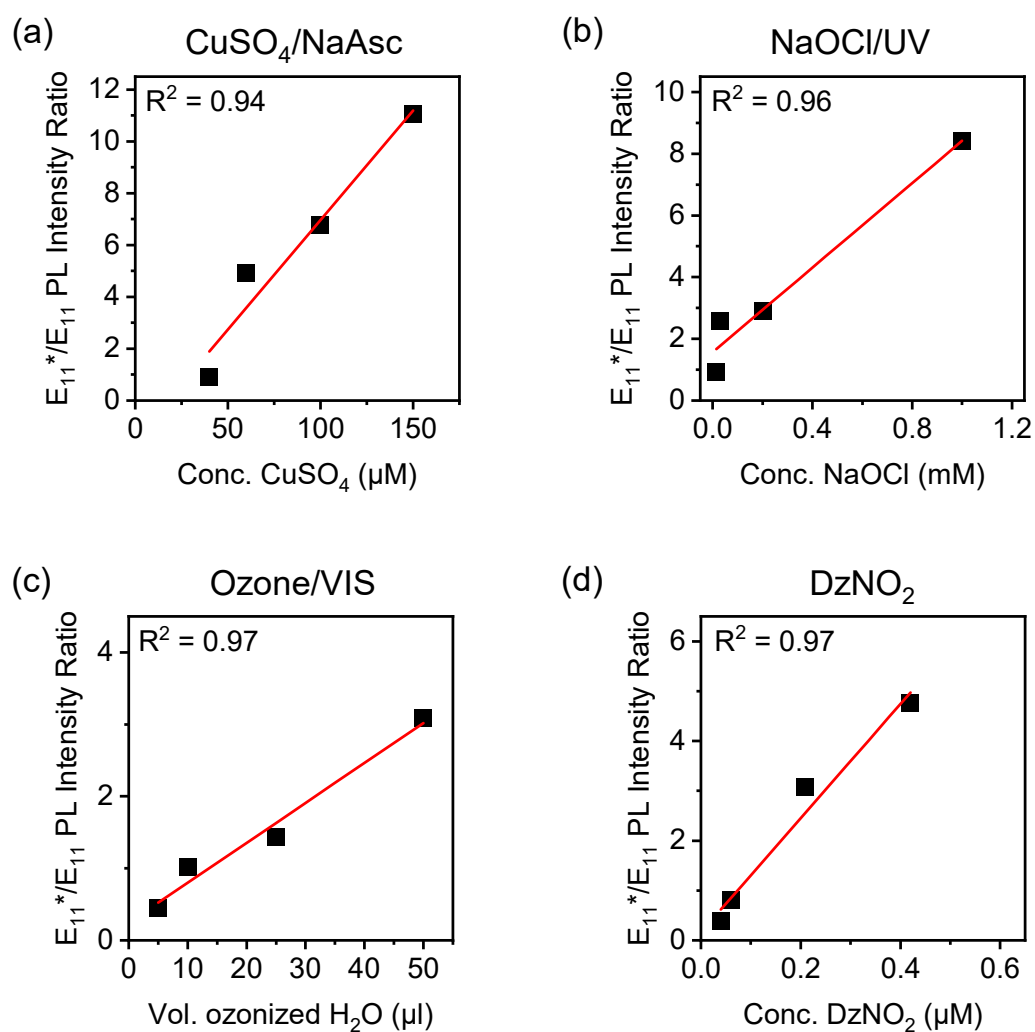 (a)
CuSO₄/NaAsc
R² = 0.94
E₁₁*/E₁₁ PL Intensity Ratio
12
10
8
6
4
2
0
0
50
100
150
Conc. CuSO₄ (µM)
(b)
NaOCl/UV
R² = 0.96
E₁₁*/E₁₁ PL Intensity Ratio
10
8
6
4
2
0
0.0
0.4
0.8
1.2
Conc. NaOCl (mM)
(c)
Ozone/VIS
R² = 0.97
E₁₁*/E₁₁ PL Intensity Ratio
4
2
0
0
10
20
30
40
50
Vol. ozonized H₂O (µl)
(d)
DzNO₂
R² = 0.97
E₁₁*/E₁₁ PL Intensity Ratio
6
4
2
0
0.0
0.2
0.4
0.6
Conc. DzNO₂ (µM)